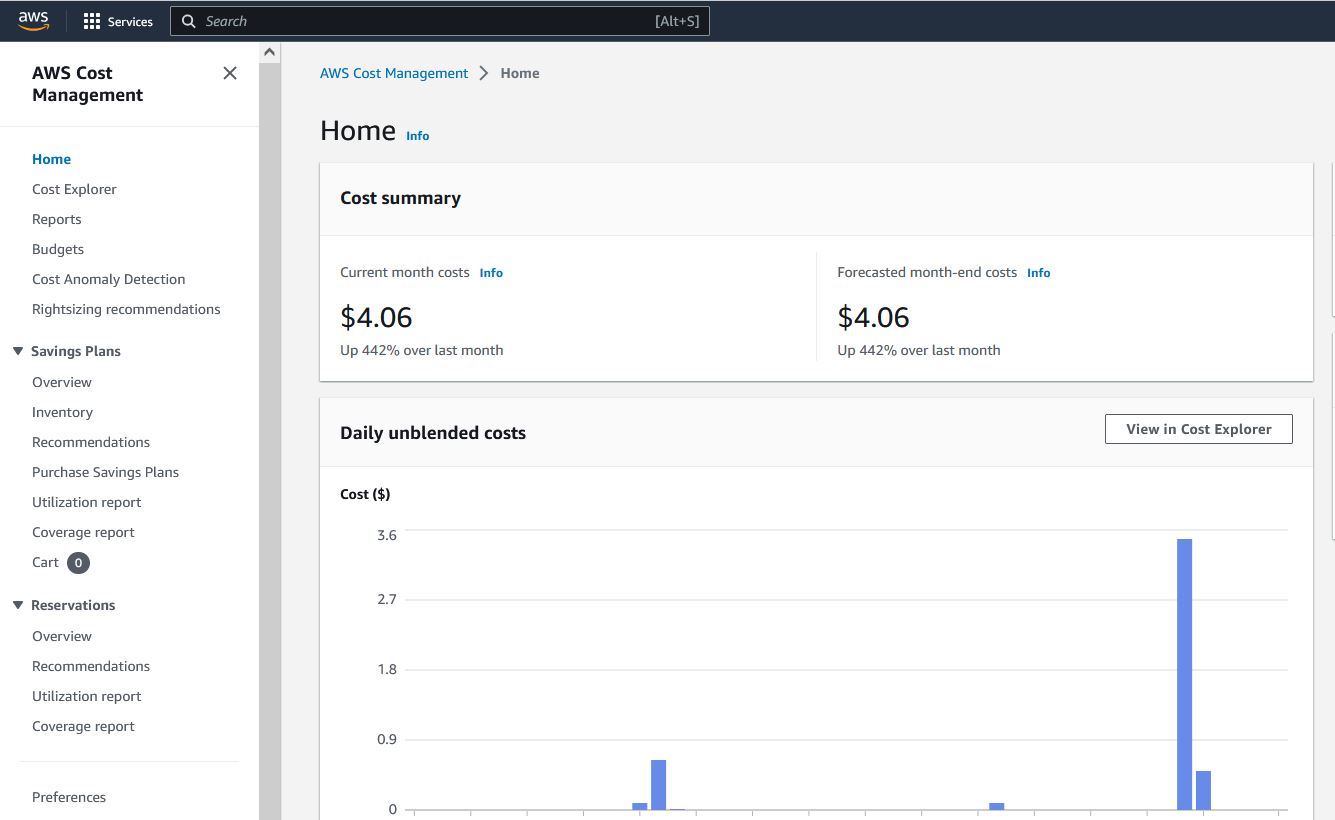 aws
Services
Search [Alt+S]
AWS Cost
Management
Home
Cost Explorer
Reports
Budgets
Cost Anomaly Detection
Rightsizing recommendations
Savings Plans
Overview
Inventory
Recommendations
Purchase Savings Plans
Utilization report
Coverage report
Cart 0
Reservations
Overview
Recommendations
Utilization report
Coverage report
Preferences
AWS Cost Management > Home
Home Info
Cost summary
Current month costs Info
$4.06
Up 442% over last month
Forecasted month-end costs Info
$4.06
Up 442% over last month
Daily unblended costs
View in Cost Explorer
Cost ($)
3.6
2.7
1.8
0.9
0